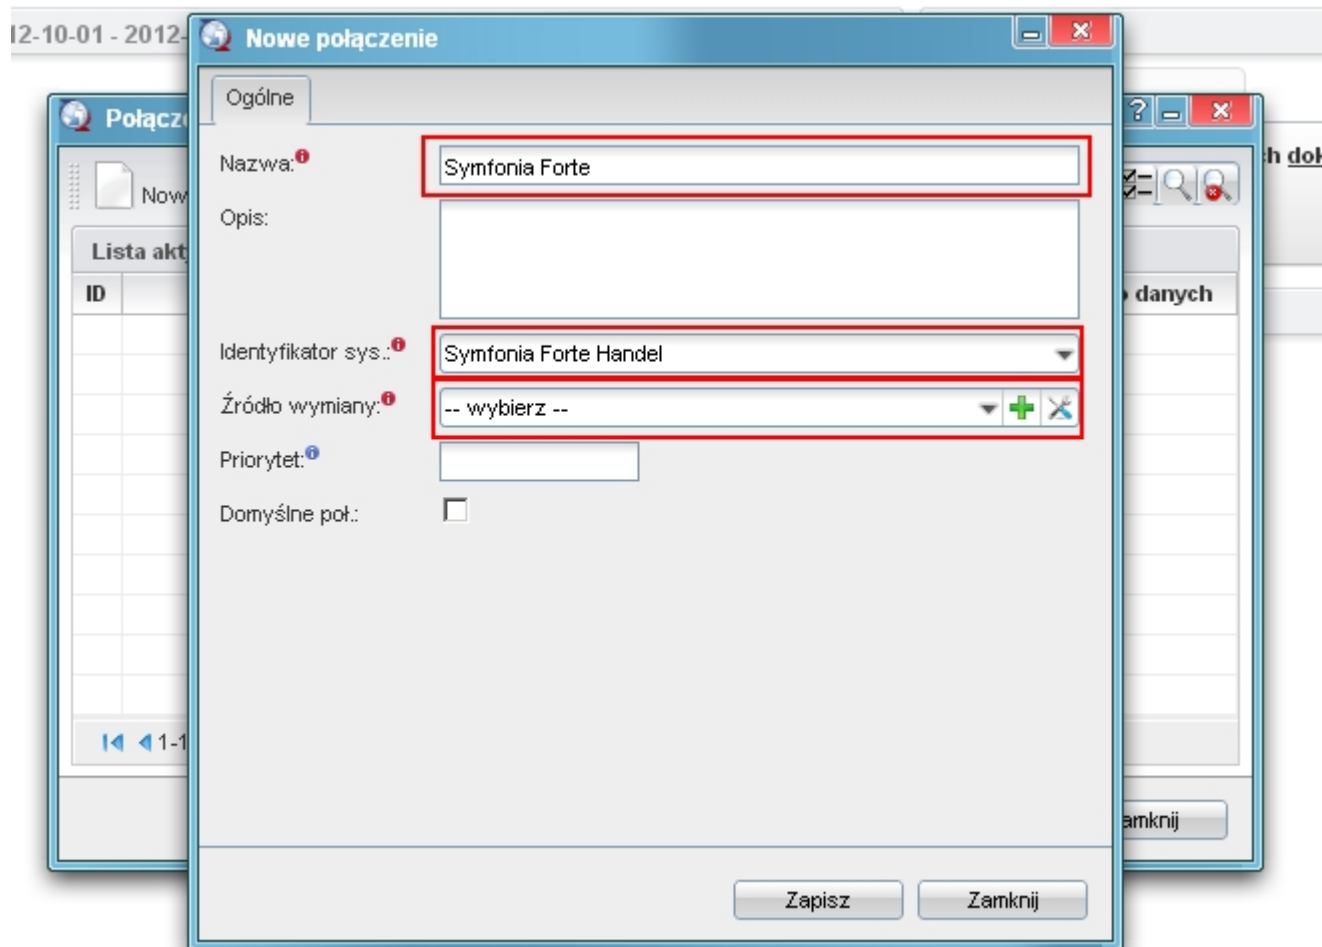 12-10-01 - 2012-
Nowe połączenie
Połącz
?
Ogólne
Nazwa:
Symfonia Forte
h dok
Now
Opis:
Lista akt
ID
danych
Identyfikator sys.:
Symfonia Forte Handel
Źródło wymiany:
-- wybierz --
Priorytet:
Domyślne poł.:
1-1
amknij
Zapisz
Zamknij